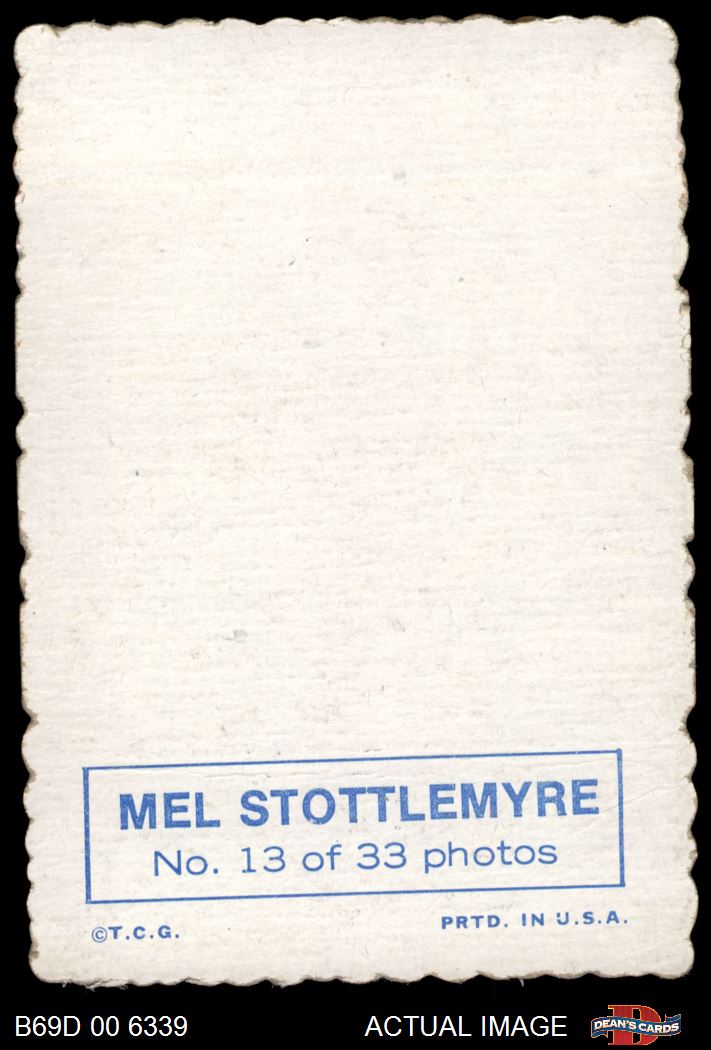 MEL STOTTLEMYRE
No. 13 of 33 photos
©T.C.G.
PRTD. IN U.S.A.
B69D 00 6339
ACTUAL IMAGE
D
DEAN'S CARDS